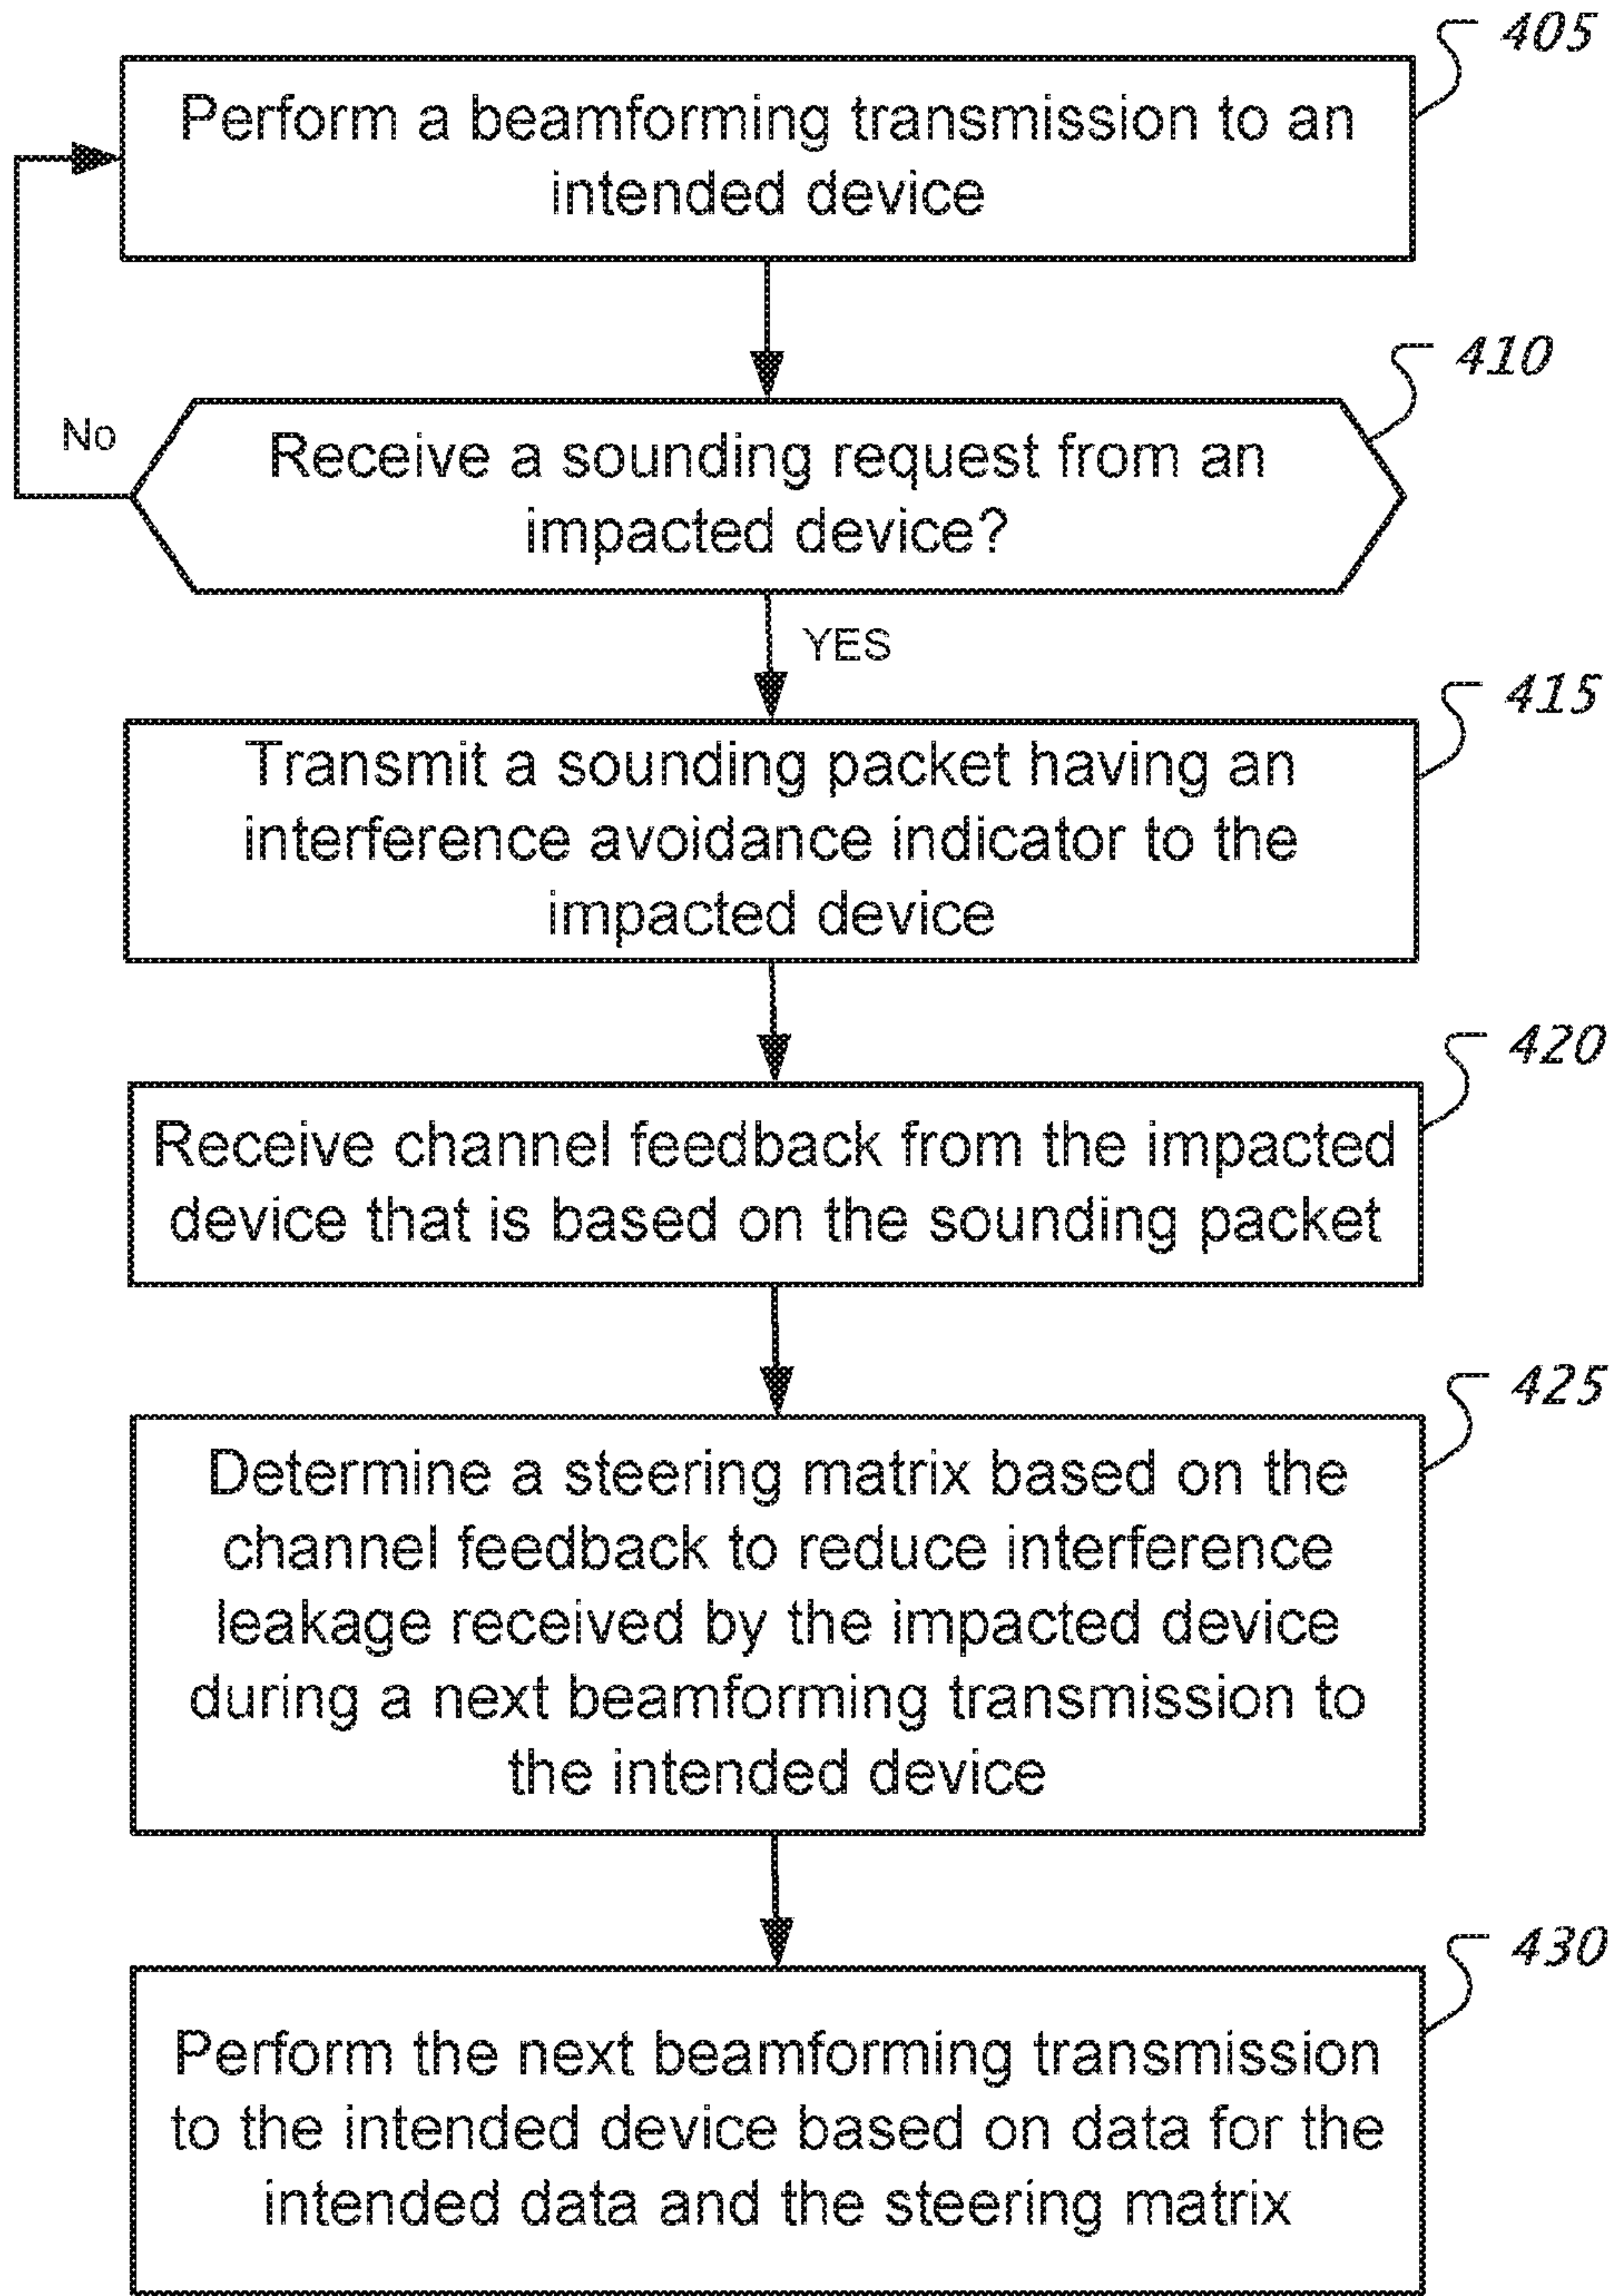 405
Perform a beamforming transmission to an
intended device
410
No
Receive a sounding request from an
impacted device?
YES
415
Transmit a sounding packet having an
interference avoidance indicator to the
impacted device
420
Receive channel feedback from the impacted
device that is based on the sounding packet
425
Determine a steering matrix based on the
channel feedback to reduce interference
leakage received by the impacted device
during a next beamforming transmission to
the intended device
430
Perform the next beamforming transmission
to the intended device based on data for the
intended data and the steering matrix